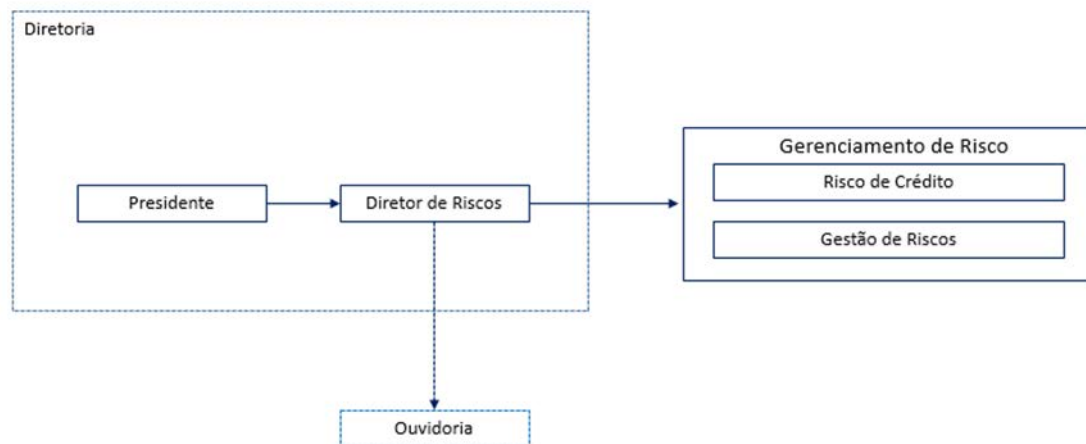 Diretoria
Gerenciamento de Risco
Risco de Crédito
Presidente
Diretor de Riscos
Gestão de Riscos
Ouvidoria